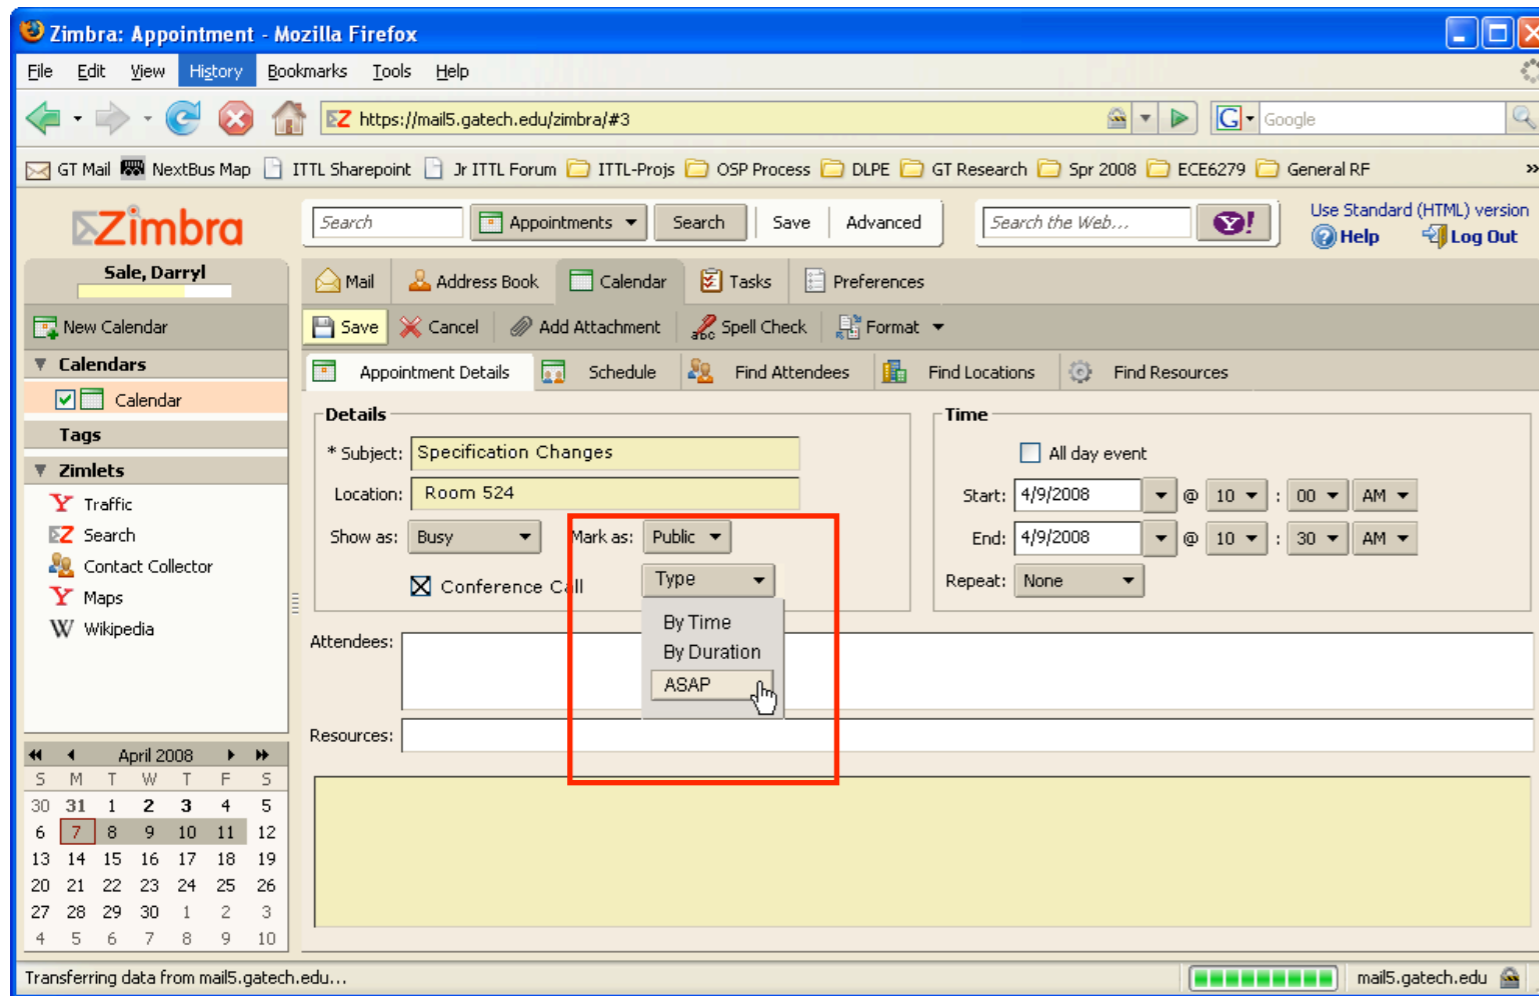 Zimbra: Appointment - Mozilla Firefox
File Edit View History Bookmarks Tools Help
Z https://mail5.gatech.edu/zimbra/#3 G Google
GT Mail NextBus Map ITTL Sharepoint Jr ITTL Forum ITTL-Projs OSP Process DLPE GT Research Spr 2008 ECE6279 General RF »
Zimbra Search Appointments Search Save Advanced Search the Web... Y! Use Standard (HTML) version
Help Log Out
Sale, Darryl
Mail Address Book Calendar Tasks Preferences
New Calendar Save Cancel Add Attachment abc Spell Check Format
Calendars Appointment Details Schedule Find Attendees Find Locations Find Resources
Calendar
Tags
Zimlets
Y Traffic
Z Search
Contact Collector
Y Maps
W Wikipedia
Details
* Subject: Specification Changes
Location: Room 524
Show as: Busy Mark as: Public
Conference Call Type
By Time
By Duration
ASAP
Time
All day event
Start: 4/9/2008 @ 10 : 00 AM
End: 4/9/2008 @ 10 : 30 AM
Repeat: None
Attendees:
Resources:
April 2008
S M T W T F S
30 31 1 2 3 4 5
6 7 8 9 10 11 12
13 14 15 16 17 18 19
20 21 22 23 24 25 26
27 28 29 30 1 2 3
4 5 6 7 8 9 10
Transferring data from mail5.gatech.edu... mail5.gatech.edu